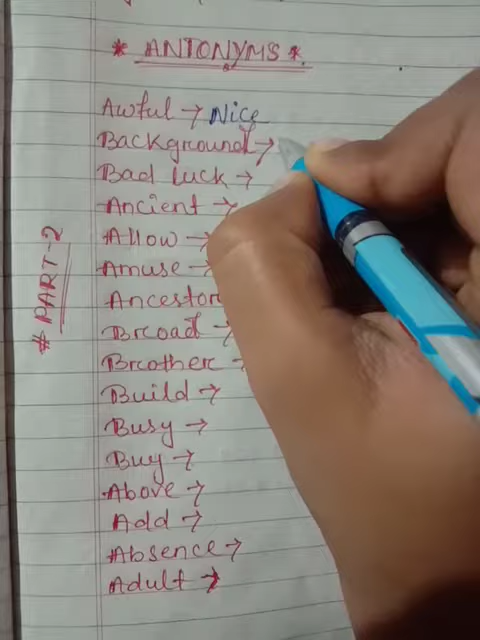 * ANTONYMS *
Awful → Nice
Background →
Bad luck →
Ancient →
Allow →
Amuse →
Ancestor
Broad →
Brother →
Build →
Busy →
Buy →
Above →
Add →
Absence →
Adult →
# PART-2